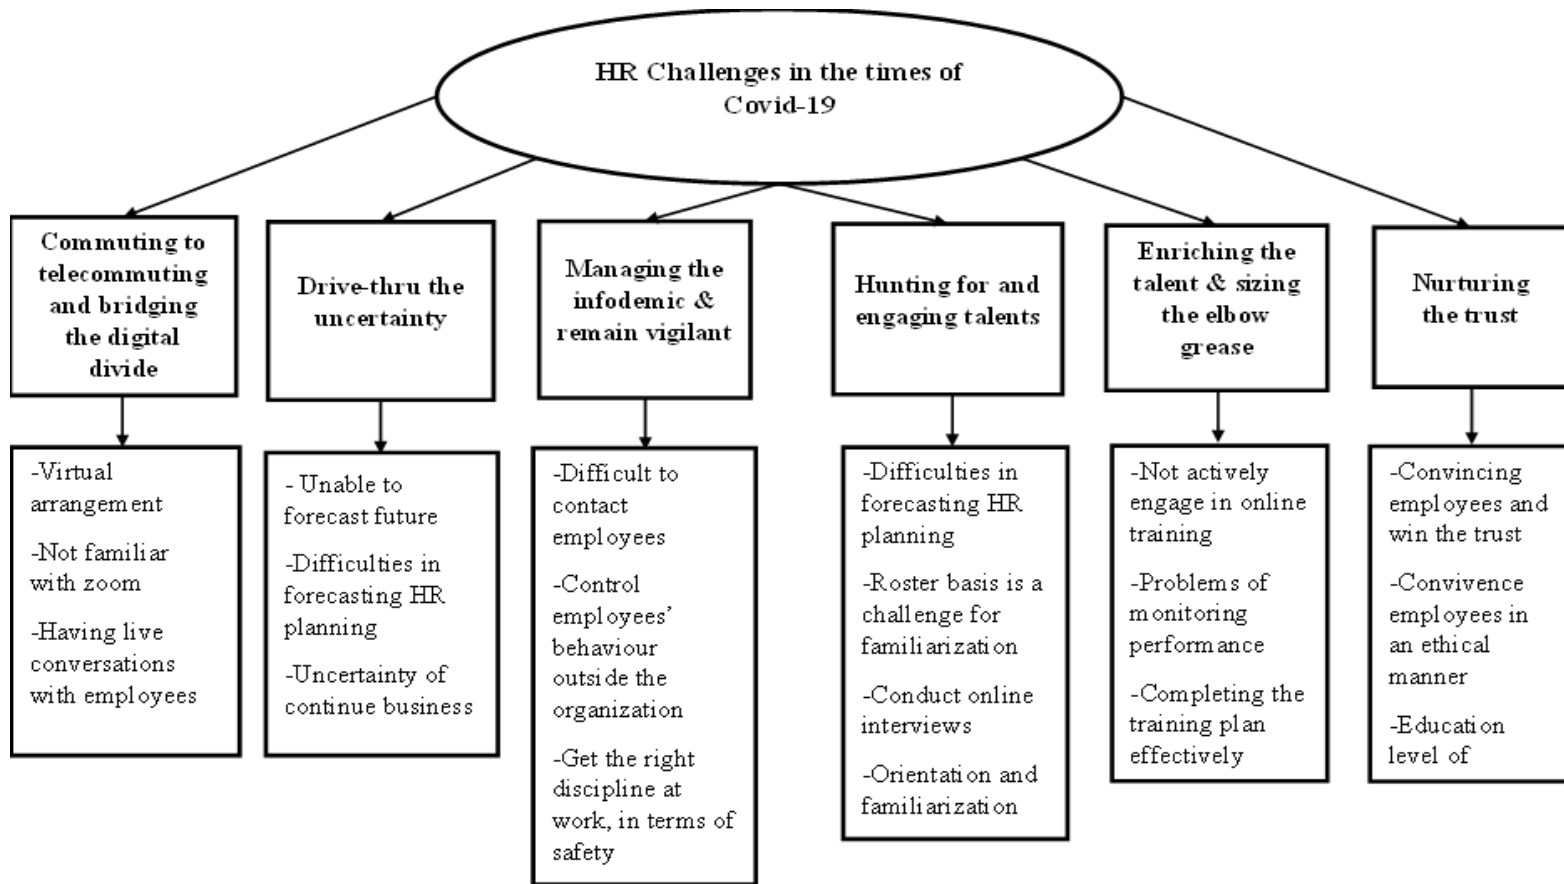 HR Challenges in the times of
Covid-19
Commuting to
telecommuting
and bridging
the digital
divide
Drive-thru the
uncertainty
Managing the
infodemic &
remain vigilant
Hunting for and
engaging talents
Enriching the
talent & sizing
the elbow
grease
Nurturing
the trust
-Virtual
arrangement
-Not familiar
with zoom
-Having live
conversations
with employees
- Unable to
forecast future
-Difficulties in
forecasting HR
planning
-Uncertainty of
continue business
-Difficult to
contact
employees
-Control
employees’
behaviour
outside the
organization
-Get the right
discipline at
work, in terms of
safety
-Difficulties in
forecasting HR
planning
-Roster basis is a
challenge for
familiarization
-Conduct online
interviews
-Orientation and
familiarization
-Not actively
engage in online
training
-Problems of
monitoring
performance
-Completing the
training plan
effectively
-Convincing
employees and
win the trust
-Convivence
employees in
an ethical
manner
-Education
level of